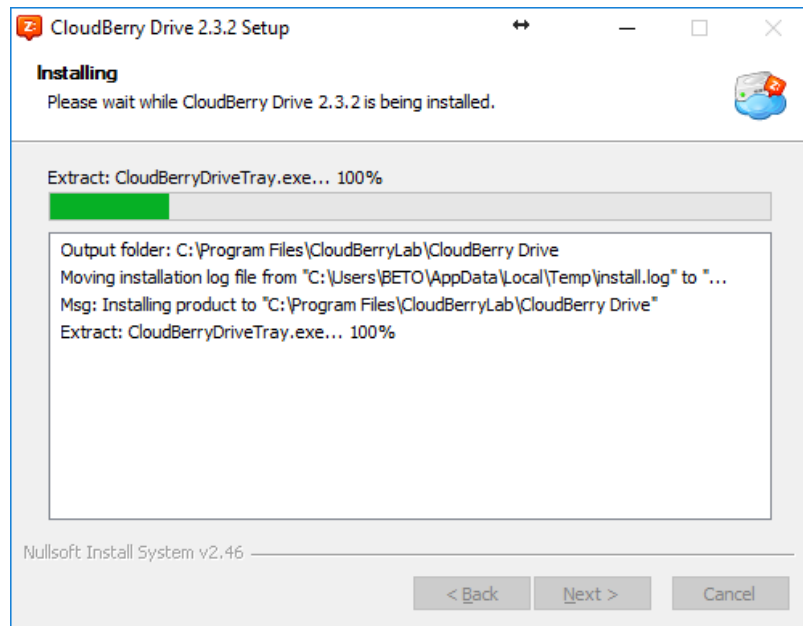 Z:
CloudBerry Drive 2.3.2 Setup
Installing
Please wait while CloudBerry Drive 2.3.2 is being installed.
Extract: CloudBerryDriveTray.exe... 100%
Output folder: C:\Program Files\CloudBerryLab\CloudBerry Drive
Moving installation log file from "C:\Users\BETO\AppData\Local\Temp\install.log" to "...
Msg: Installing product to "C:\Program Files\CloudBerryLab\CloudBerry Drive"
Extract: CloudBerryDriveTray.exe... 100%
Nullsoft Install System v2.46
< Back
Next >
Cancel